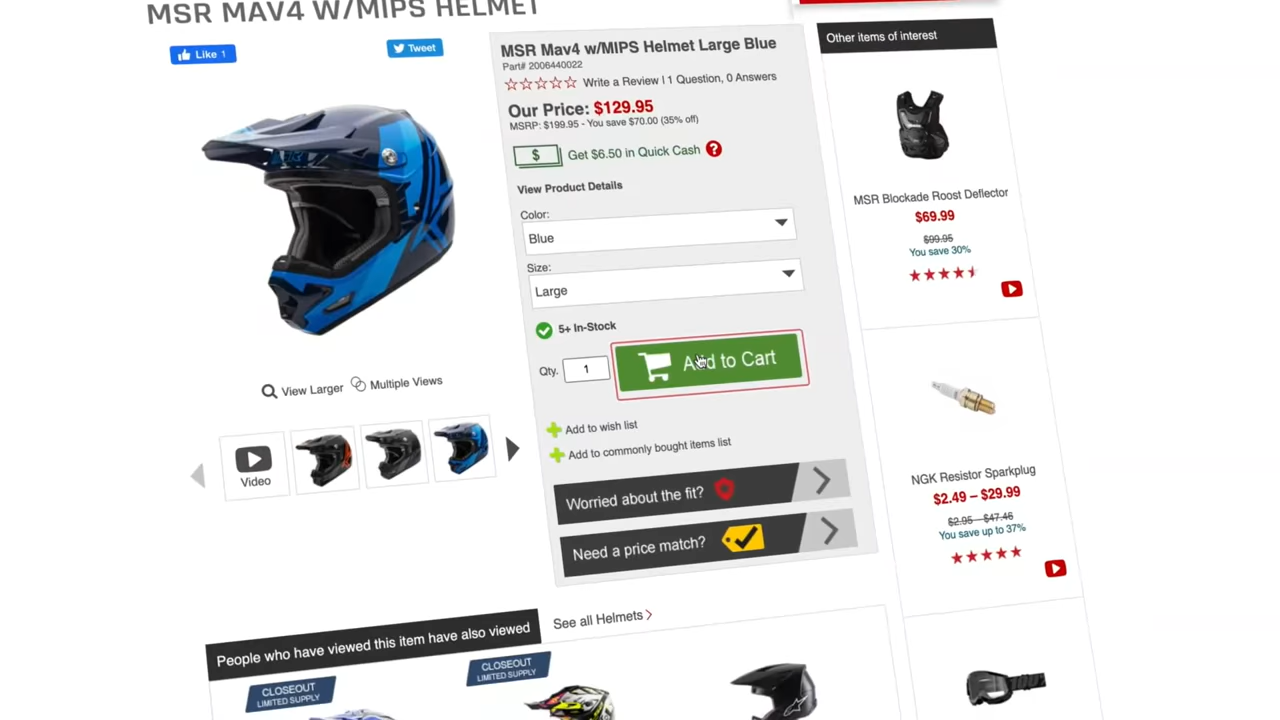 MSR MAV4 W/MIPS HELMET
Like 1
Tweet
MSR Mav4 w/MIPS Helmet Large Blue
Part# 2006440022
Write a Review | 1 Question, 0 Answers
Our Price: $129.95
MSRP: $199.95 - You save $70.00 (35% off)
$
Get $6.50 in Quick Cash ?
View Product Details
Color:
Blue
Size:
Large
5+ In-Stock
Qty.
1
Add to Cart
View Larger
Multiple Views
Video
Add to wish list
Add to commonly bought items list
Worried about the fit?
Need a price match?
Other items of interest
MSR Blockade Roost Deflector
$69.99
$99.95
You save 30%
NGK Resistor Sparkplug
$2.49 – $29.99
$2.95 – $47.46
You save up to 37%
People who have viewed this item have also viewed
See all Helmets
CLOSEOUT
LIMITED SUPPLY
CLOSEOUT
LIMITED SUPPLY